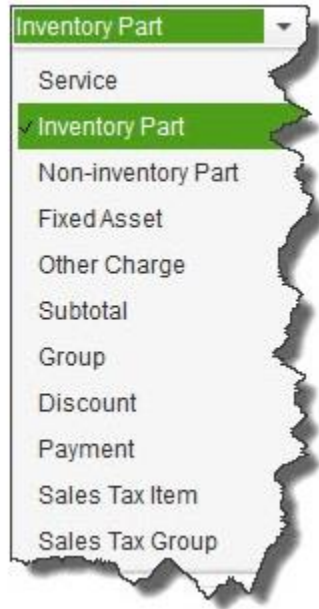 Inventory Part
Service
Inventory Part
Non-inventory Part
Fixed Asset
Other Charge
Subtotal
Group
Discount
Payment
Sales Tax Item
Sales Tax Group